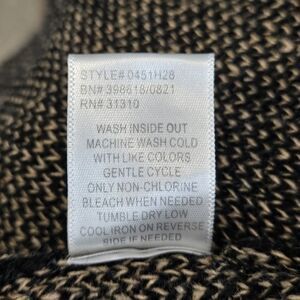 STYLE# 0451H28
BN# 398618/0821
RN# 31310
WASH INSIDE OUT
MACHINE WASH COLD
WITH LIKE COLORS
GENTLE CYCLE
ONLY NON-CHLORINE
BLEACH WHEN NEEDED
TUMBLE DRY LOW
COOL IRON ON REVERSE
SIDE IF NEEDED